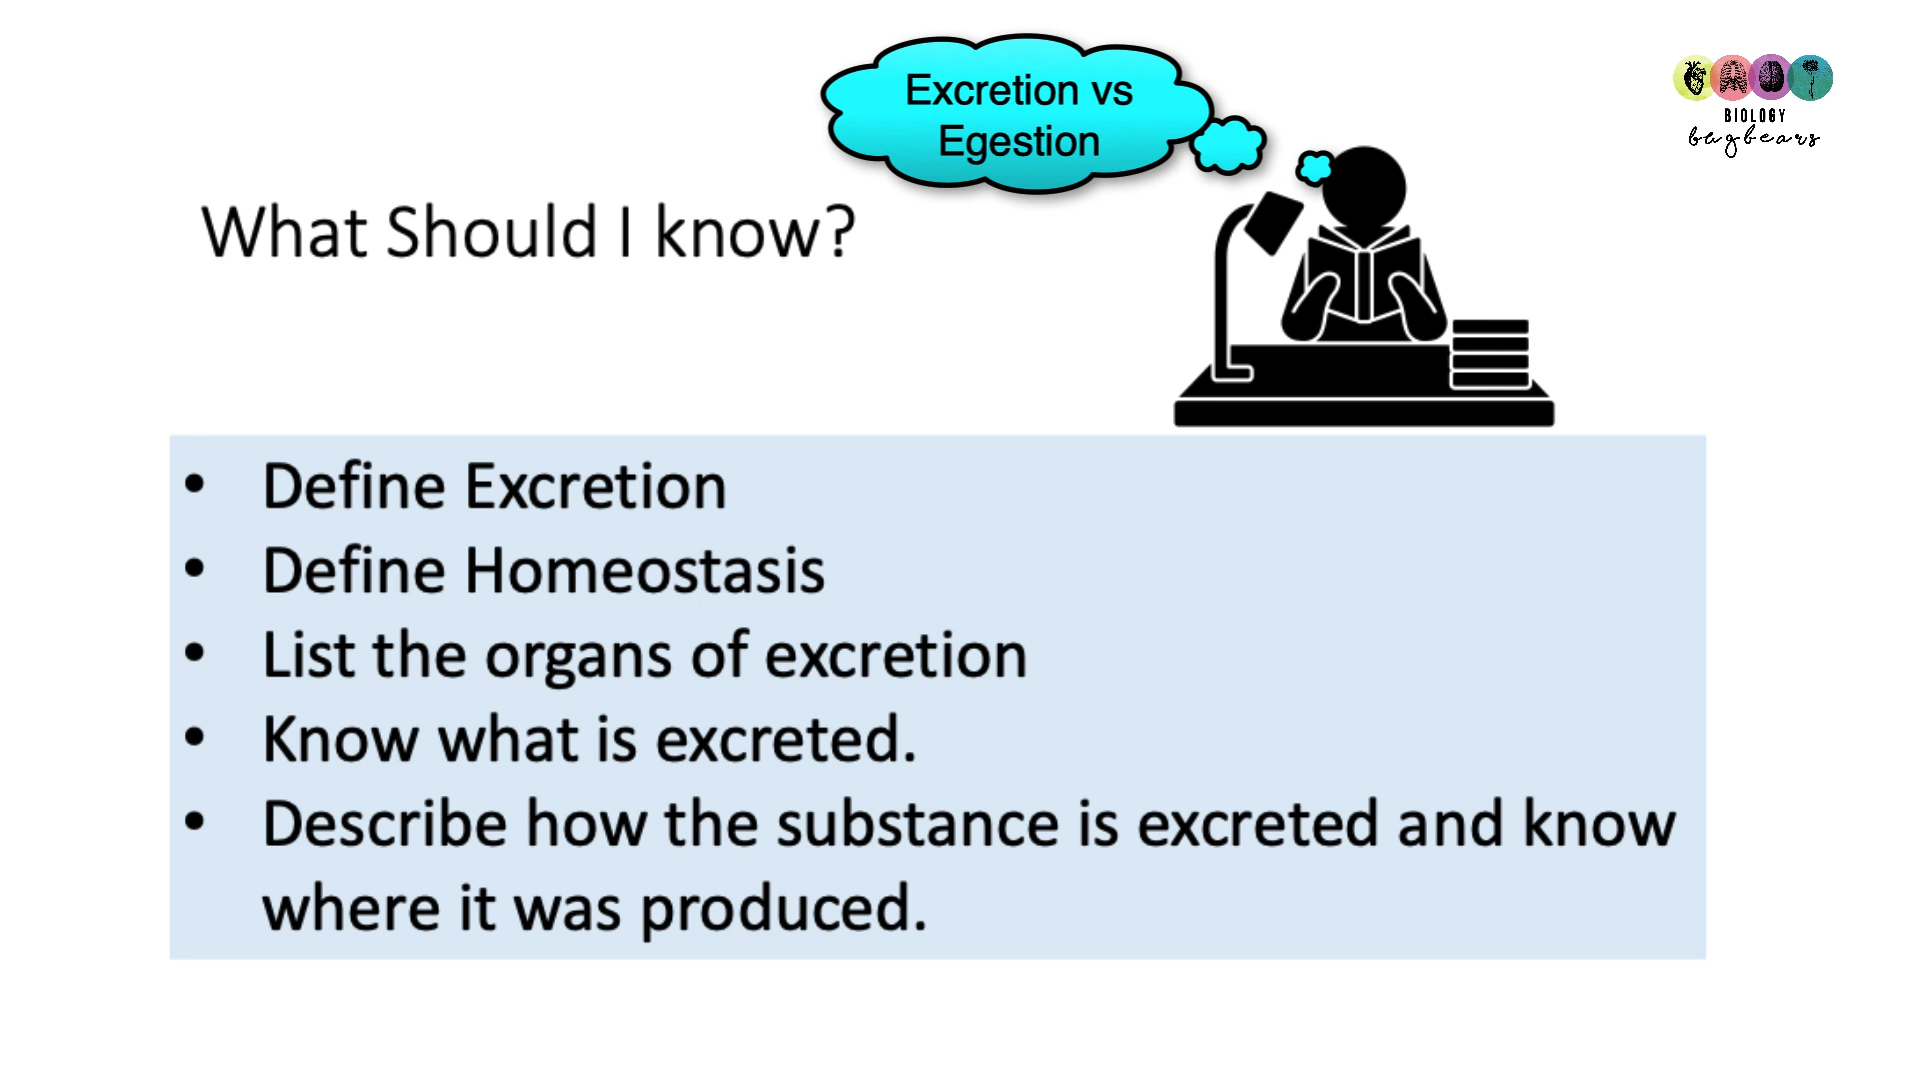 Excretion vs
Egestion
BIOLOGY
bugbears
What Should I know?
• Define Excretion
• Define Homeostasis
• List the organs of excretion
• Know what is excreted.
• Describe how the substance is excreted and know
where it was produced.